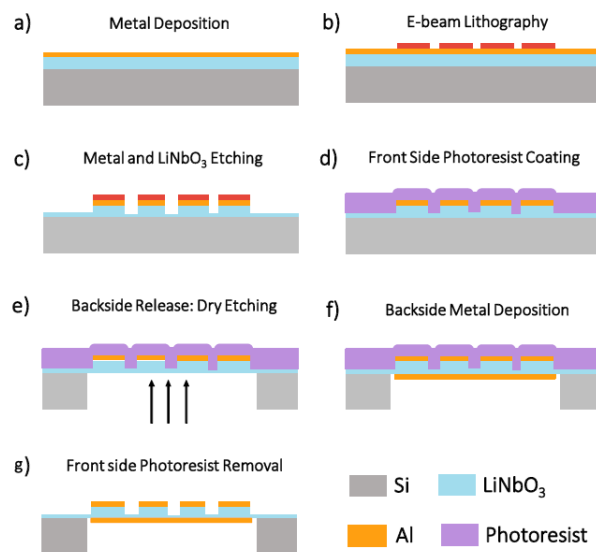 a) Metal Deposition
b) E-beam Lithography
c) Metal and LiNbO₃ Etching
d) Front Side Photoresist Coating
e) Backside Release: Dry Etching
f) Backside Metal Deposition
g) Front side Photoresist Removal
Si
LiNbO₃
Al
Photoresist